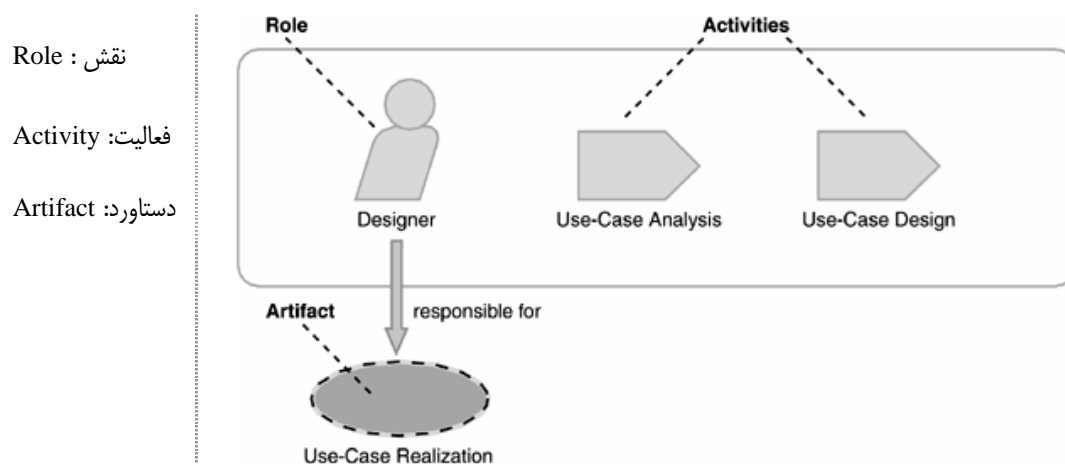 Role : نقش
Activity :فعالیت
Artifact :دستاورد
Role
Activities
Designer
Use-Case Analysis
Use-Case Design
Artifact
responsible for
Use-Case Realization